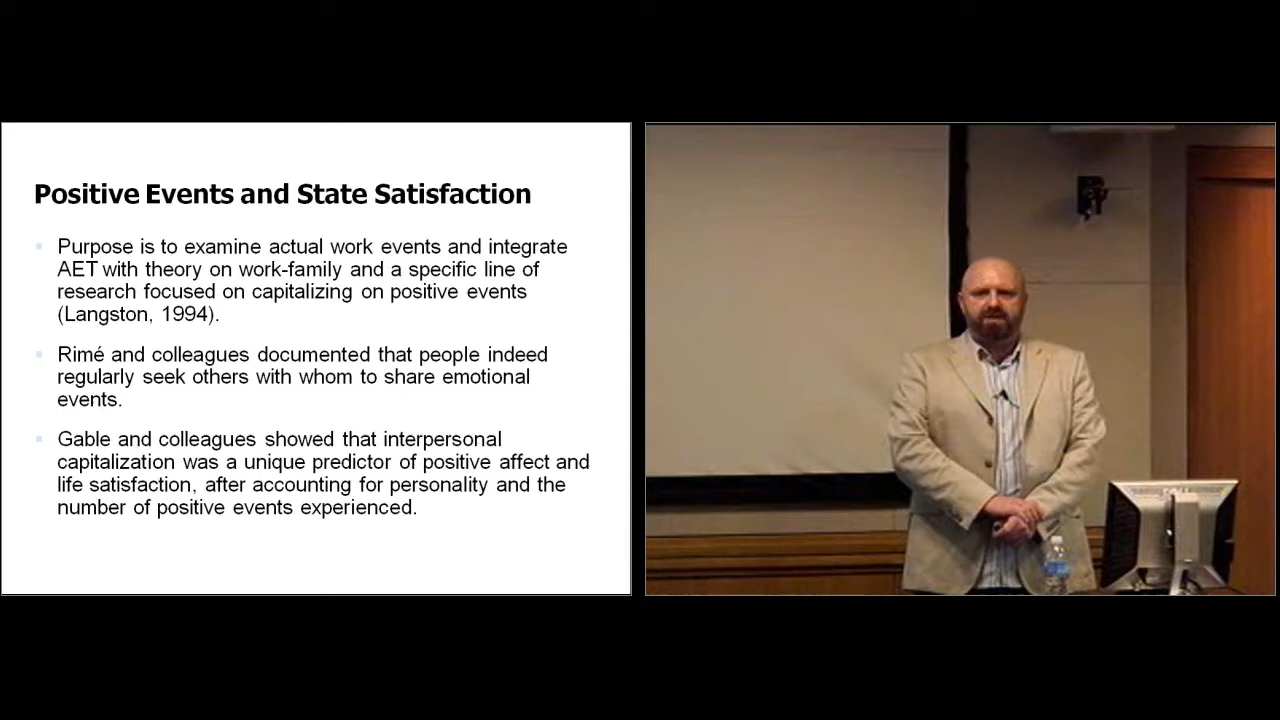 Positive Events and State Satisfaction
Purpose is to examine actual work events and integrate
AET with theory on work-family and a specific line of
research focused on capitalizing on positive events
(Langston, 1994).
Rimé and colleagues documented that people indeed
regularly seek others with whom to share emotional
events.
Gable and colleagues showed that interpersonal
capitalization was a unique predictor of positive affect and
life satisfaction, after accounting for personality and the
number of positive events experienced.